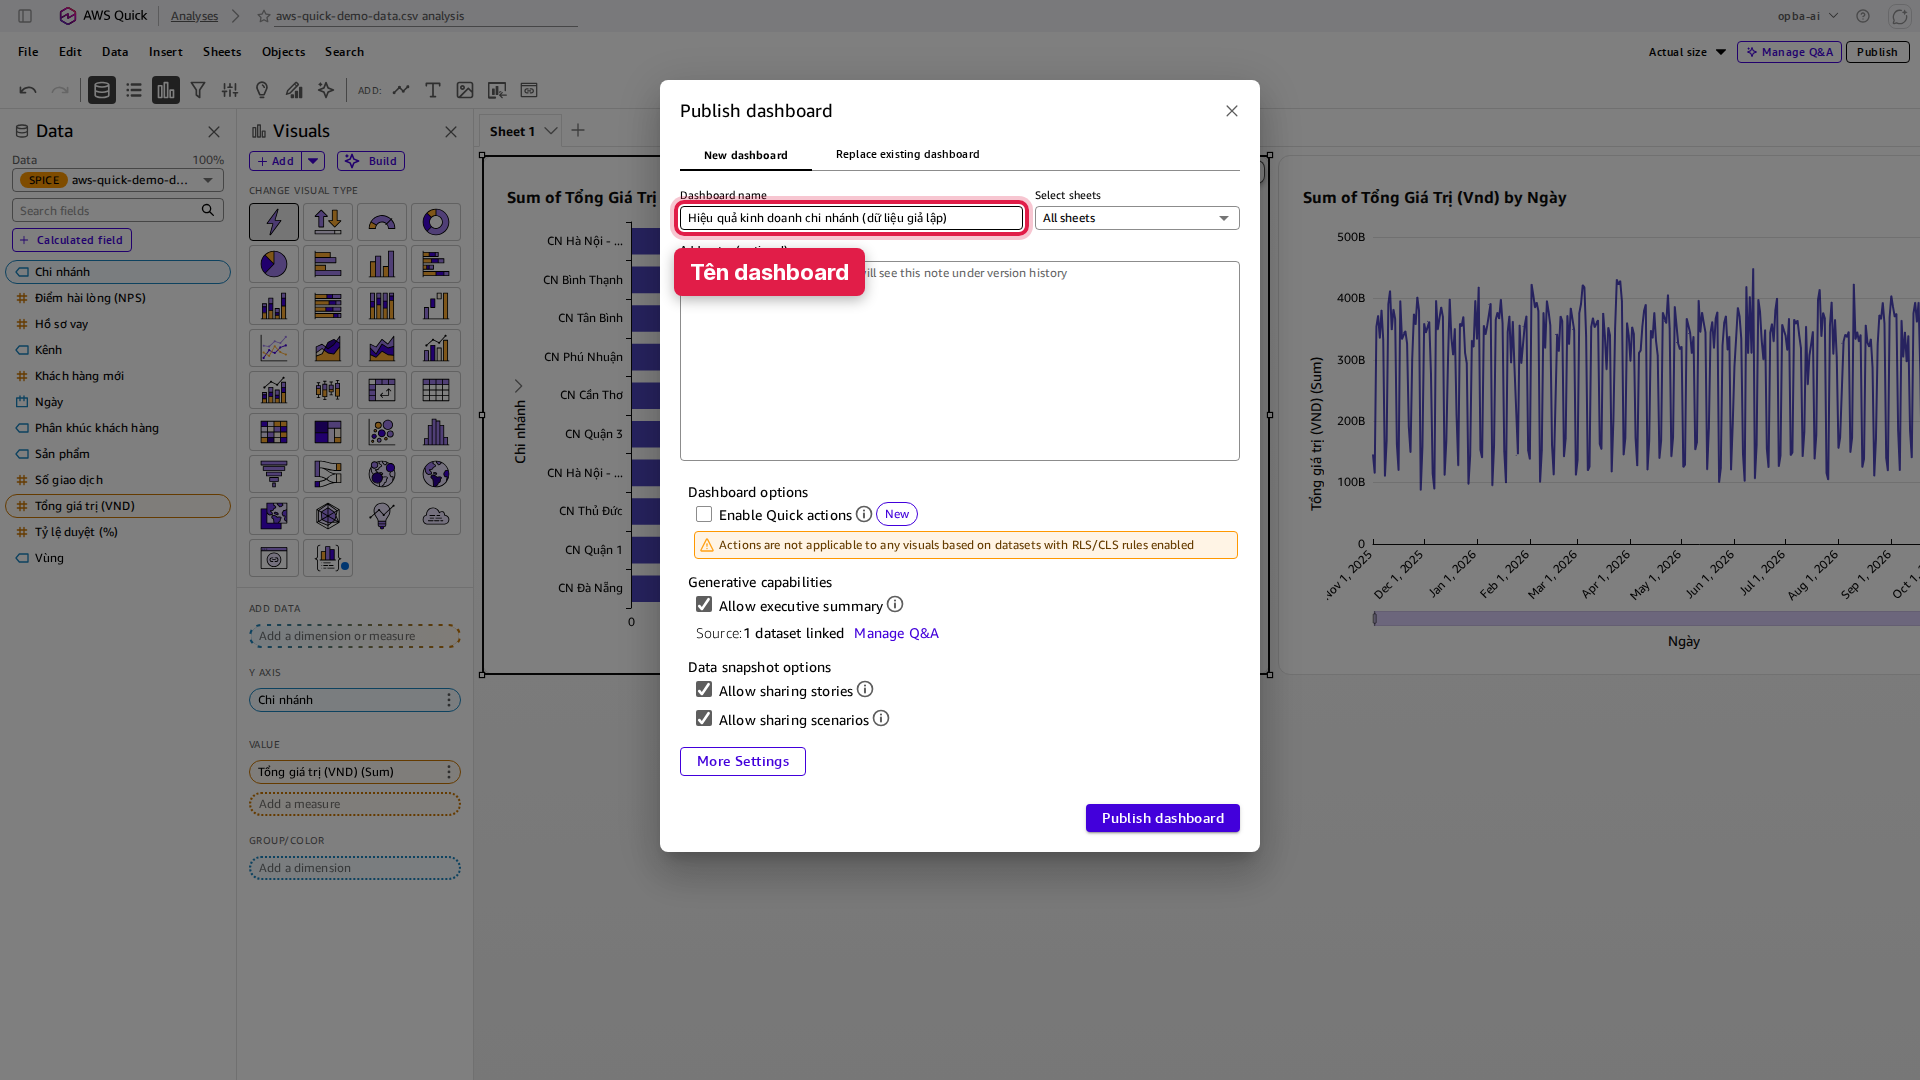 AWS Quick
Analyses
aws-quick-demo-data.csv analysis
opba-ai
File
Edit
Data
Insert
Sheets
Objects
Search
Actual size
Manage Q&A
Publish
ADD:
Data
Data
100%
SPICE aws-quick-demo-d...
Search fields
+ Calculated field
Chi nhánh
Điểm hài lòng (NPS)
Hồ sơ vay
Kênh
Khách hàng mới
Ngày
Phân khúc khách hàng
Sản phẩm
Số giao dịch
Tổng giá trị (VND)
Tỷ lệ duyệt (%)
Vùng
Visuals
+ Add
Build
CHANGE VISUAL TYPE
ADD DATA
Add a dimension or measure
Y AXIS
Chi nhánh
VALUE
Tổng giá trị (VND) (Sum)
Add a measure
GROUP/COLOR
Add a dimension
Sheet 1
Sum of Tổng Giá Trị
Chi nhánh
CN Hà Nội - ...
CN Bình Thạnh
CN Tân Bình
CN Phú Nhuận
CN Cần Thơ
CN Quận 3
CN Hà Nội - ...
CN Thủ Đức
CN Quận 1
CN Đà Nẵng
0
Publish dashboard
New dashboard
Replace existing dashboard
Dashboard name
Select sheets
Hiệu quả kinh doanh chi nhánh (dữ liệu giả lập)
All sheets
Tên dashboard
will see this note under version history
Dashboard options
Enable Quick actions
New
Actions are not applicable to any visuals based on datasets with RLS/CLS rules enabled
Generative capabilities
Allow executive summary
Source: 1 dataset linked Manage Q&A
Data snapshot options
Allow sharing stories
Allow sharing scenarios
More Settings
Publish dashboard
Sum of Tổng Giá Trị (Vnd) by Ngày
Tổng giá trị (VND) (Sum)
500B
400B
300B
200B
100B
0
Nov 1, 2025
Dec 1, 2025
Jan 1, 2026
Feb 1, 2026
Mar 1, 2026
Apr 1, 2026
May 1, 2026
Jun 1, 2026
Jul 1, 2026
Aug 1, 2026
Sep 1, 2026
Oct 1,
Ngày